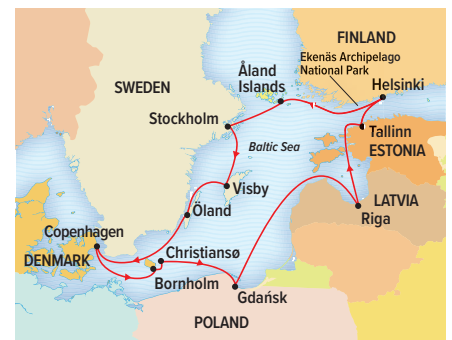 FINLAND
Ekenäs Archipelago
National Park
Åland
Islands
Helsinki
SWEDEN
Stockholm
Tallinn
Baltic Sea
ESTONIA
Visby
LATVIA
Öland
Riga
Copenhagen
Christiansø
DENMARK
Bornholm
Gdańsk
POLAND